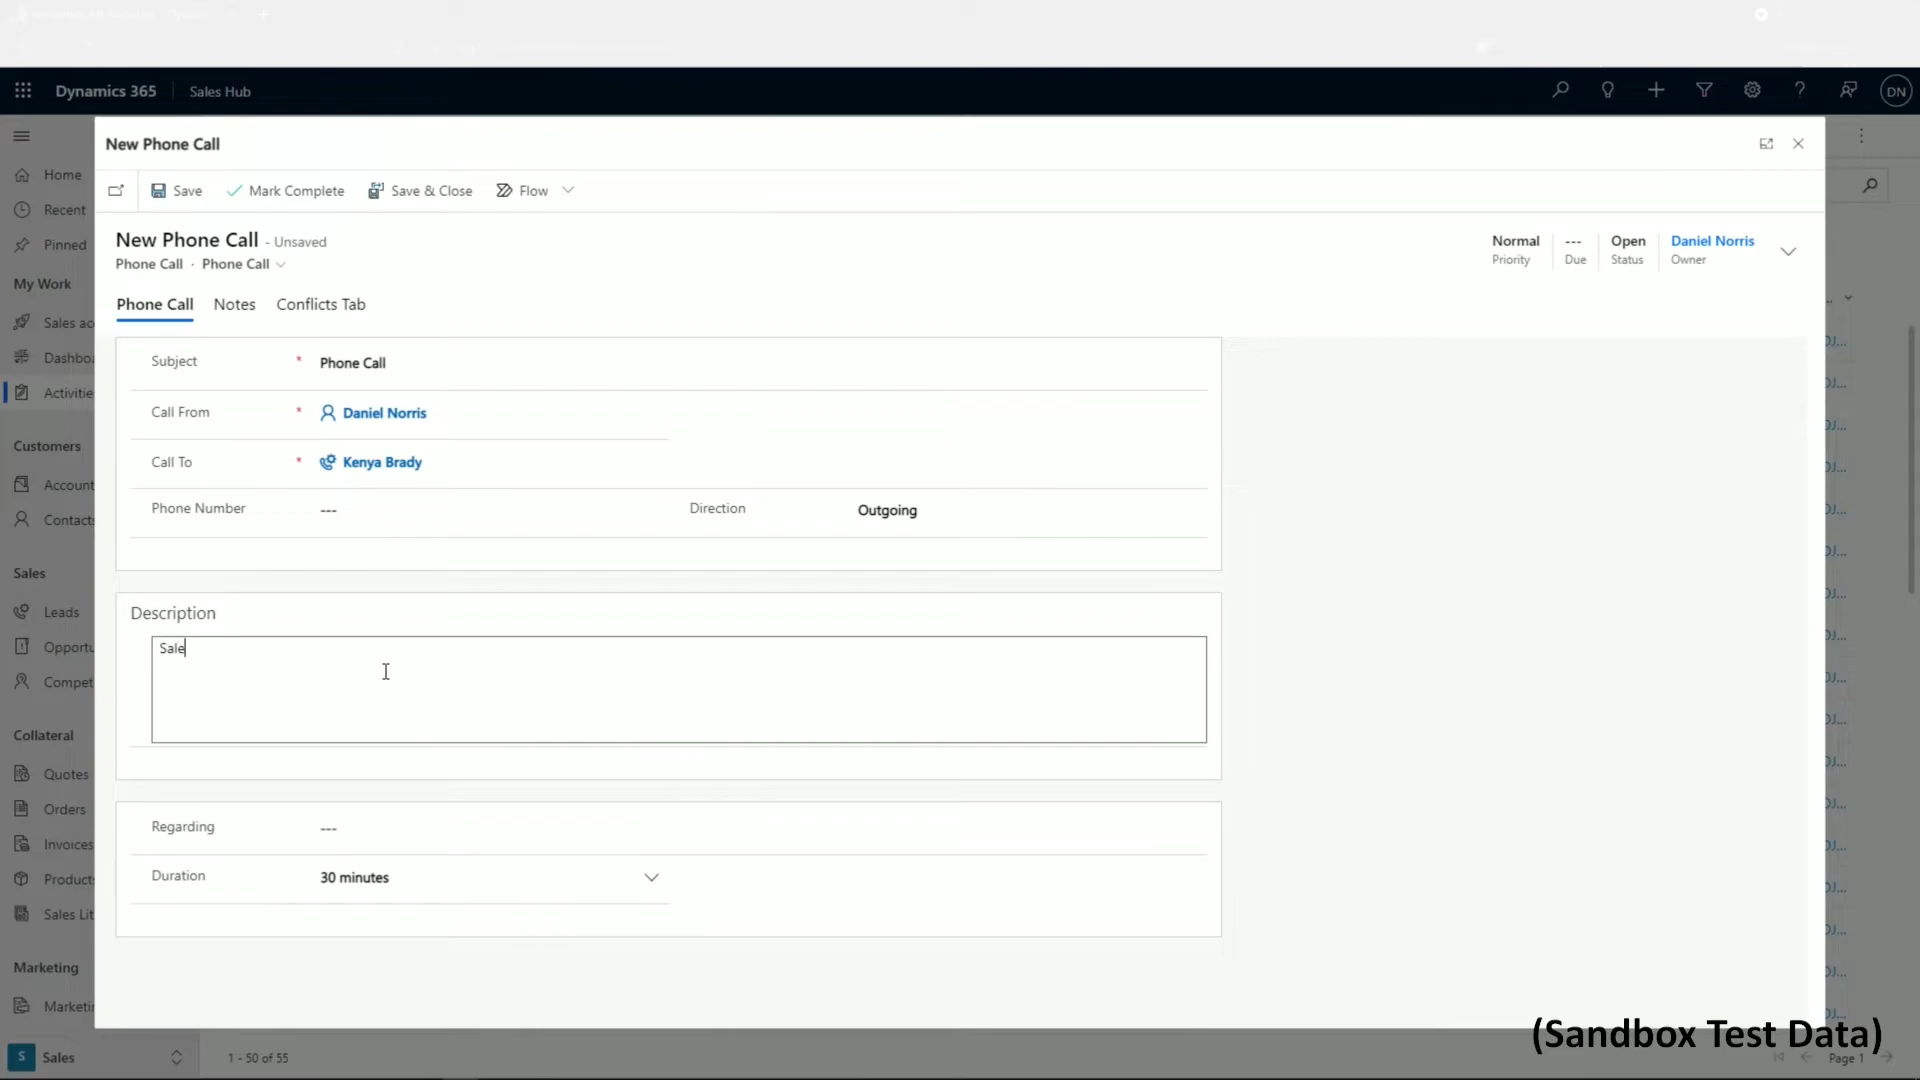 Dynamics 365 Sales Hub DN
New Phone Call
Save Mark Complete Save & Close Flow
New Phone Call - Unsaved
Phone Call · Phone Call
Normal --- Open Daniel Norris
Priority Due Status Owner
Phone Call Notes Conflicts Tab
Home
Recent
Pinned
My Work
Sales ac
Dashbo
Activitie
Customers
Account
Contact
Sales
Leads
Opportu
Compet
Collateral
Quotes
Orders
Invoices
Product
Sales Lit
Marketing
Marketi
S Sales
Subject * Phone Call
Call From * Daniel Norris
Call To * Kenya Brady
Phone Number --- Direction Outgoing
Description
Sale
Regarding ---
Duration 30 minutes
1 - 50 of 55
(Sandbox Test Data)
Page 1